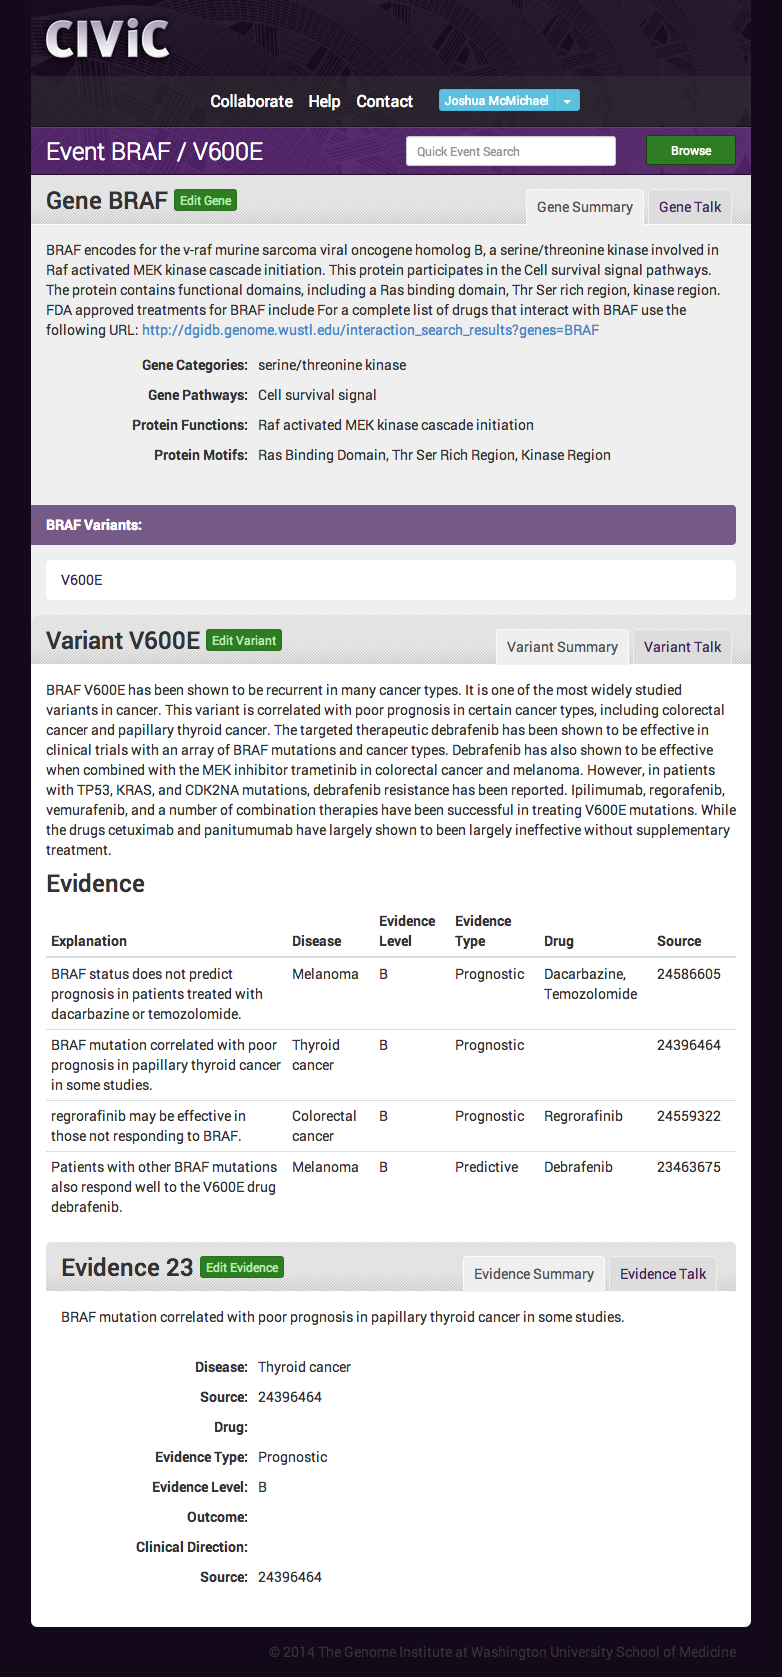 CIViC
Collaborate Help Contact Joshua McMichael
Event BRAF / V600E Quick Event Search Browse
Gene BRAF Edit Gene Gene Summary Gene Talk
BRAF encodes for the v-raf murine sarcoma viral oncogene homolog B, a serine/threonine kinase involved in
Raf activated MEK kinase cascade initiation. This protein participates in the Cell survival signal pathways.
The protein contains functional domains, including a Ras binding domain, Thr Ser rich region, kinase region.
FDA approved treatments for BRAF include For a complete list of drugs that interact with BRAF use the
following URL: http://dgidb.genome.wustl.edu/interaction_search_results?genes=BRAF
Gene Categories: serine/threonine kinase
Gene Pathways: Cell survival signal
Protein Functions: Raf activated MEK kinase cascade initiation
Protein Motifs: Ras Binding Domain, Thr Ser Rich Region, Kinase Region
BRAF Variants:
V600E
Variant V600E Edit Variant Variant Summary Variant Talk
BRAF V600E has been shown to be recurrent in many cancer types. It is one of the most widely studied
variants in cancer. This variant is correlated with poor prognosis in certain cancer types, including colorectal
cancer and papillary thyroid cancer. The targeted therapeutic debrafenib has been shown to be effective in
clinical trials with an array of BRAF mutations and cancer types. Debrafenib has also shown to be effective
when combined with the MEK inhibitor trametinib in colorectal cancer and melanoma. However, in patients
with TP53, KRAS, and CDK2NA mutations, debrafenib resistance has been reported. Ipilimumab, regorafenib,
vemurafenib, and a number of combination therapies have been successful in treating V600E mutations. While
the drugs cetuximab and panitumumab have largely shown to been largely ineffective without supplementary
treatment.
Evidence
Evidence Evidence
Explanation Disease Level Type Drug Source
BRAF status does not predict Melanoma B Prognostic Dacarbazine, 24586605
prognosis in patients treated with Temozolomide
dacarbazine or temozolomide.
BRAF mutation correlated with poor Thyroid B Prognostic 24396464
prognosis in papillary thyroid cancer cancer
in some studies.
regrorafinib may be effective in Colorectal B Prognostic Regrorafinib 24559322
those not responding to BRAF. cancer
Patients with other BRAF mutations Melanoma B Predictive Debrafenib 23463675
also respond well to the V600E drug
debrafenib.
Evidence 23 Edit Evidence Evidence Summary Evidence Talk
BRAF mutation correlated with poor prognosis in papillary thyroid cancer in some studies.
Disease: Thyroid cancer
Source: 24396464
Drug:
Evidence Type: Prognostic
Evidence Level: B
Outcome:
Clinical Direction:
Source: 24396464
© 2014 The Genome Institute at Washington University School of Medicine